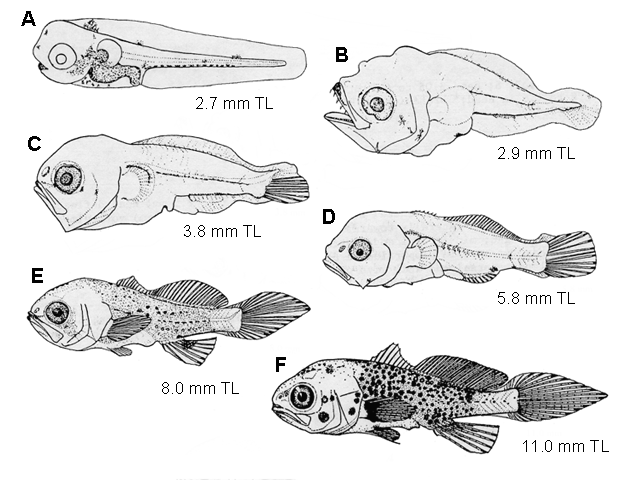 A
2.7 mm TL
B
2.9 mm TL
C
3.8 mm TL
D
5.8 mm TL
E
8.0 mm TL
F
11.0 mm TL